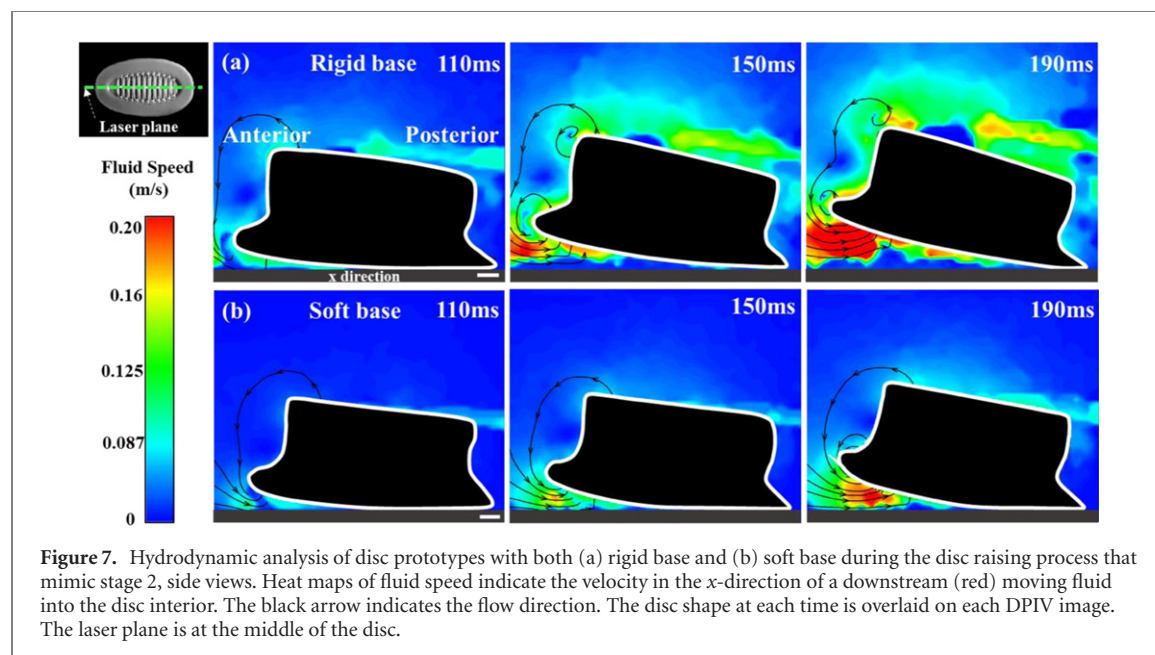 (a) Rigid base 110ms
150ms
190ms
Laser plane
Anterior
Posterior
Fluid Speed
(m/s)
0.20
0.16
0.125
0.087
0
x direction
(b) Soft base 110ms
150ms
190ms
Figure 7. Hydrodynamic analysis of disc prototypes with both (a) rigid base and (b) soft base during the disc raising process that
mimic stage 2, side views. Heat maps of fluid speed indicate the velocity in the x-direction of a downstream (red) moving fluid
into the disc interior. The black arrow indicates the flow direction. The disc shape at each time is overlaid on each DPIV image.
The laser plane is at the middle of the disc.